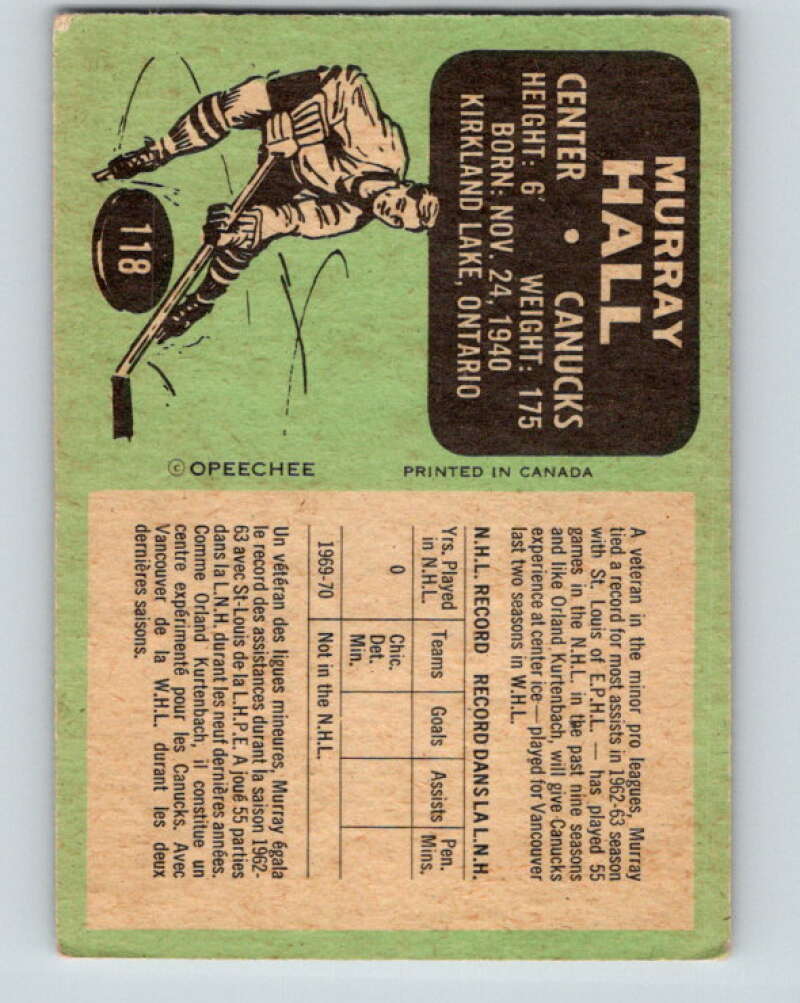 MURRAY
HALL
CENTER • CANUCKS
HEIGHT: 6' WEIGHT: 175
BORN: NOV. 24, 1940
KIRKLAND LAKE, ONTARIO
118
© OPEECHEE PRINTED IN CANADA
A veteran in the minor pro leagues, Murray
tied a record for most assists in 1962-63 season
with St. Louis of E.P.H.L. — has played 55
games in the N.H.L. in the past nine seasons
and like Orland Kurtenbach, will give Canucks
experience at center ice — played for Vancouver
last two seasons in W.H.L.
N.H.L. RECORD RECORD DANS LA L.N.H.
Yrs. Played in N.H.L. Teams Goals Assists Pen. Mins.
0 Chic.
Det.
Min.
1969-70 Not in the N.H.L.
Un vétéran des ligues mineures, Murray égala
le record des assistances durant la saison 1962-
63 avec St-Louis de la L.H.P.E. A joué 55 parties
dans la L.N.H. durant les neuf dernières années.
Comme Orland Kurtenbach, il constitue un
centre expérimenté pour les Canucks. Avec
Vancouver de la W.H.L. durant les deux
dernières saisons.